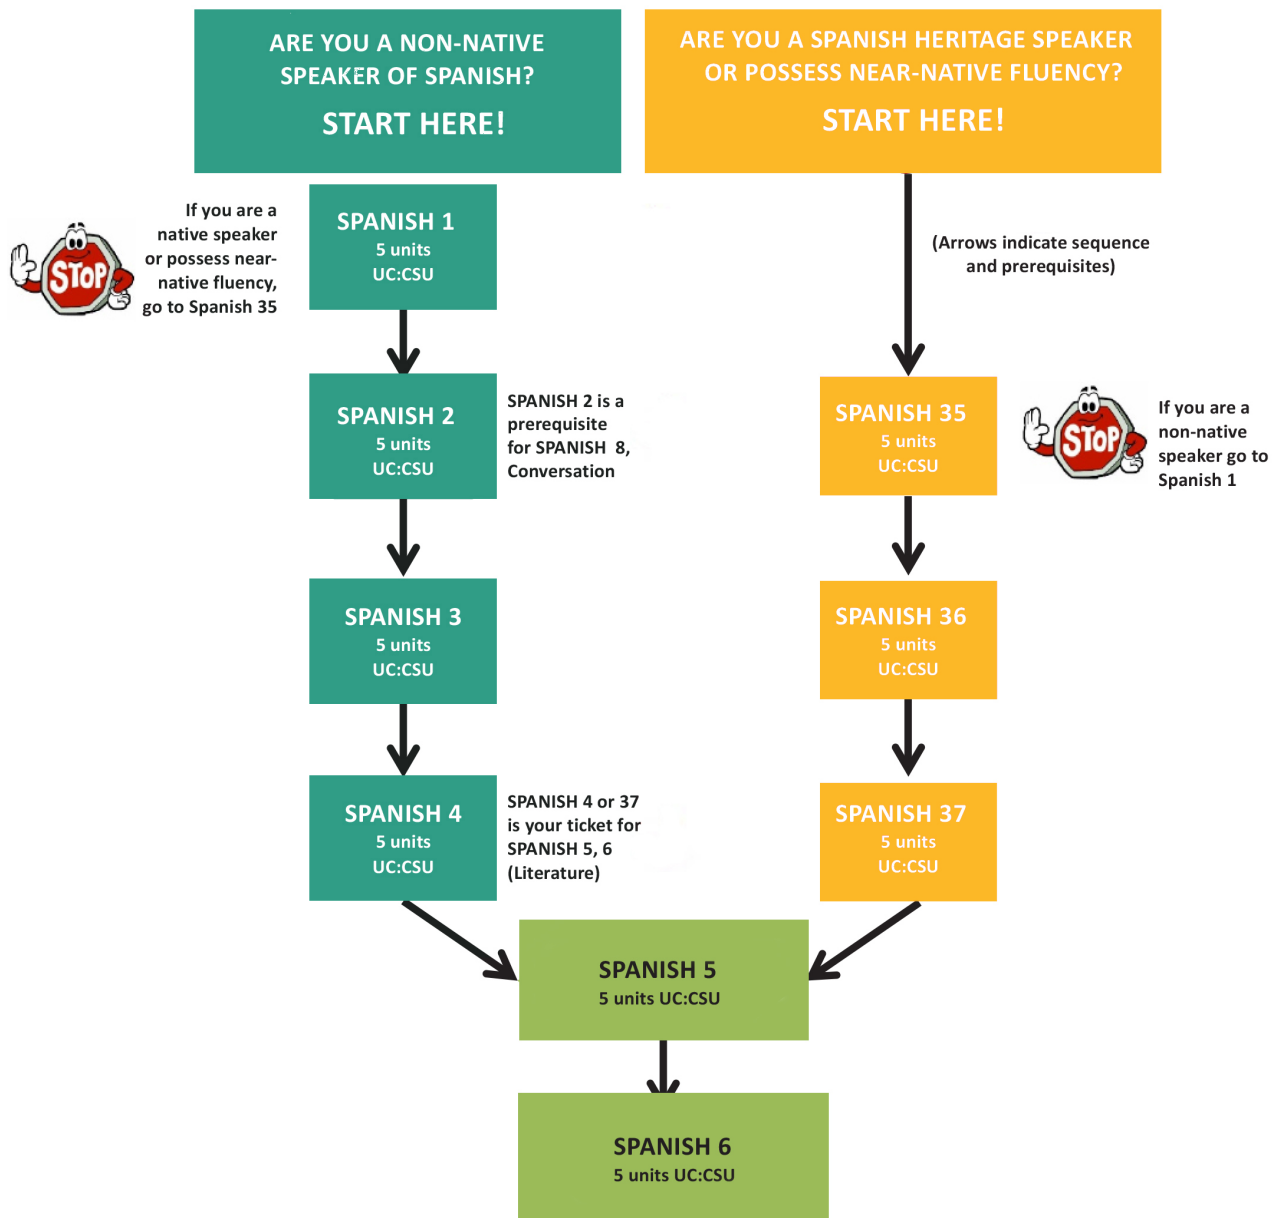 ARE YOU A NON-NATIVE
SPEAKER OF SPANISH?
START HERE!
ARE YOU A SPANISH HERITAGE SPEAKER
OR POSSESS NEAR-NATIVE FLUENCY?
START HERE!
If you are a
native speaker
or possess near-
native fluency,
go to Spanish 35
STOP
SPANISH 1
5 units
UC:CSU
(Arrows indicate sequence
and prerequisites)
SPANISH 2
5 units
UC:CSU
SPANISH 2 is a
prerequisite
for SPANISH 8,
Conversation
SPANISH 35
5 units
UC:CSU
STOP
If you are a
non-native
speaker go to
Spanish 1
SPANISH 3
5 units
UC:CSU
SPANISH 36
5 units
UC:CSU
SPANISH 4
5 units
UC:CSU
SPANISH 4 or 37
is your ticket for
SPANISH 5, 6
(Literature)
SPANISH 37
5 units
UC:CSU
SPANISH 5
5 units UC:CSU
SPANISH 6
5 units UC:CSU